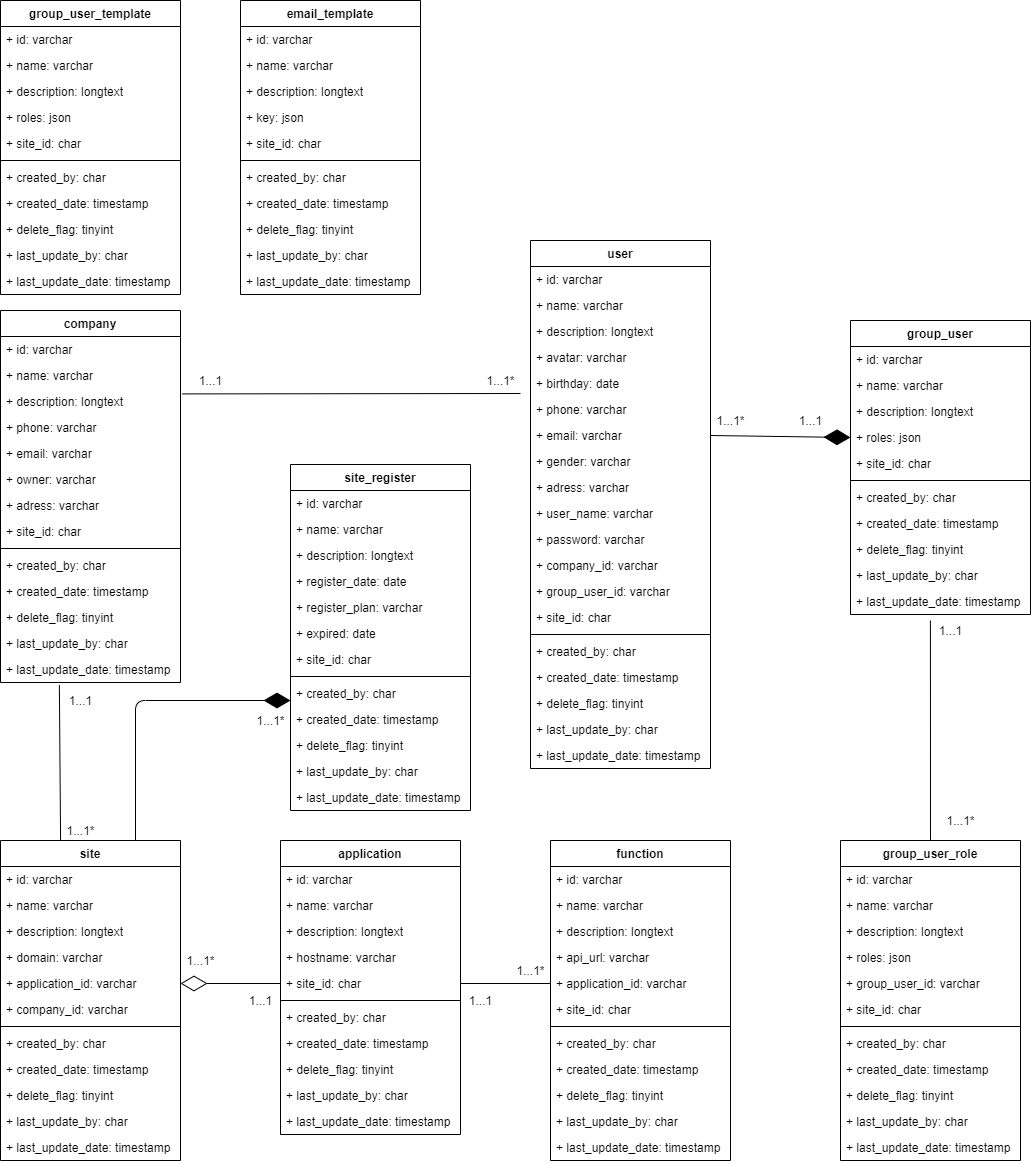 group_user_template
+ id: varchar
+ name: varchar
+ description: longtext
+ roles: json
+ site_id: char
+ created_by: char
+ created_date: timestamp
+ delete_flag: tinyint
+ last_update_by: char
+ last_update_date: timestamp
email_template
+ id: varchar
+ name: varchar
+ description: longtext
+ key: json
+ site_id: char
+ created_by: char
+ created_date: timestamp
+ delete_flag: tinyint
+ last_update_by: char
+ last_update_date: timestamp
company
+ id: varchar
+ name: varchar
+ description: longtext
+ phone: varchar
+ email: varchar
+ owner: varchar
+ adress: varchar
+ site_id: char
+ created_by: char
+ created_date: timestamp
+ delete_flag: tinyint
+ last_update_by: char
+ last_update_date: timestamp
1...1
1...1*
user
+ id: varchar
+ name: varchar
+ description: longtext
+ avatar: varchar
+ birthday: date
+ phone: varchar
+ email: varchar
+ gender: varchar
+ adress: varchar
+ user_name: varchar
+ password: varchar
+ company_id: varchar
+ group_user_id: varchar
+ site_id: char
+ created_by: char
+ created_date: timestamp
+ delete_flag: tinyint
+ last_update_by: char
+ last_update_date: timestamp
1...1*
1...1
group_user
+ id: varchar
+ name: varchar
+ description: longtext
+ roles: json
+ site_id: char
+ created_by: char
+ created_date: timestamp
+ delete_flag: tinyint
+ last_update_by: char
+ last_update_date: timestamp
1...1
1...1*
site_register
+ id: varchar
+ name: varchar
+ description: longtext
+ register_date: date
+ register_plan: varchar
+ expired: date
+ site_id: char
+ created_by: char
+ created_date: timestamp
+ delete_flag: tinyint
+ last_update_by: char
+ last_update_date: timestamp
1...1
1...1*
1...1*
site
+ id: varchar
+ name: varchar
+ description: longtext
+ domain: varchar
+ application_id: varchar
+ company_id: varchar
+ created_by: char
+ created_date: timestamp
+ delete_flag: tinyint
+ last_update_by: char
+ last_update_date: timestamp
1...1*
1...1
application
+ id: varchar
+ name: varchar
+ description: longtext
+ hostname: varchar
+ site_id: char
+ created_by: char
+ created_date: timestamp
+ delete_flag: tinyint
+ last_update_by: char
+ last_update_date: timestamp
1...1*
1...1
function
+ id: varchar
+ name: varchar
+ description: longtext
+ api_url: varchar
+ application_id: varchar
+ site_id: char
+ created_by: char
+ created_date: timestamp
+ delete_flag: tinyint
+ last_update_by: char
+ last_update_date: timestamp
group_user_role
+ id: varchar
+ name: varchar
+ description: longtext
+ roles: json
+ group_user_id: varchar
+ site_id: char
+ created_by: char
+ created_date: timestamp
+ delete_flag: tinyint
+ last_update_by: char
+ last_update_date: timestamp